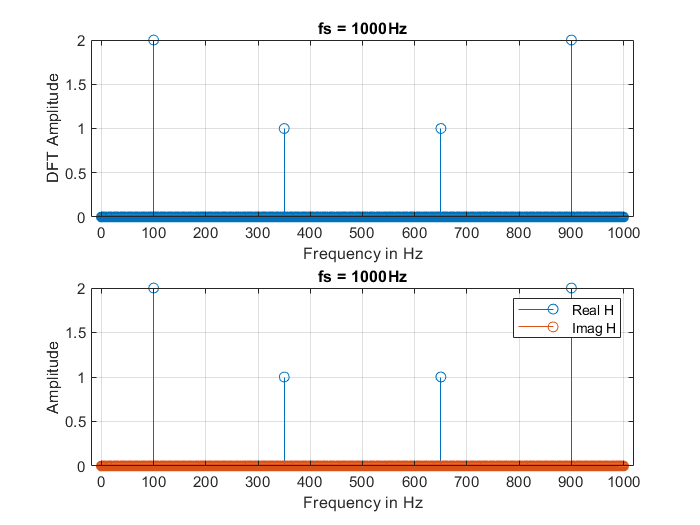 fs = 1000Hz
2
1.5
1
0.5
0
DFT Amplitude
0 100 200 300 400 500 600 700 800 900 1000
Frequency in Hz
fs = 1000Hz
2
1.5
1
0.5
0
Amplitude
Real H
Imag H
0 100 200 300 400 500 600 700 800 900 1000
Frequency in Hz